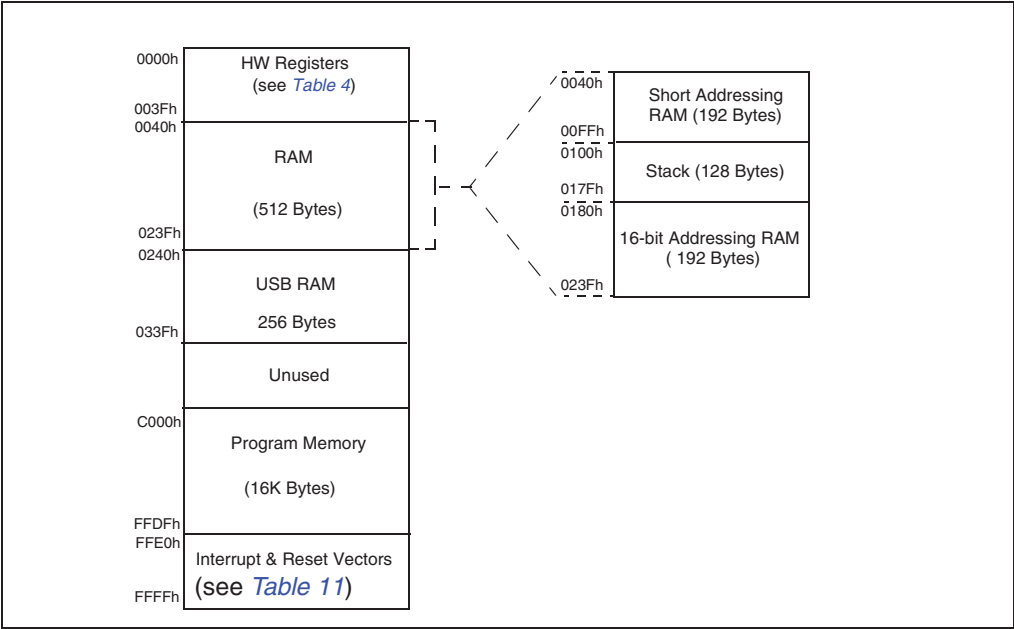 0000h
HW Registers
(see Table 4)
003Fh
0040h
RAM
(512 Bytes)
023Fh
0240h
USB RAM
256 Bytes
033Fh
Unused
C000h
Program Memory
(16K Bytes)
FFDFh
FFE0h
Interrupt & Reset Vectors
(see Table 11)
FFFFh
0040h
Short Addressing
RAM (192 Bytes)
00FFh
0100h
Stack (128 Bytes)
017Fh
0180h
16-bit Addressing RAM
( 192 Bytes)
023Fh